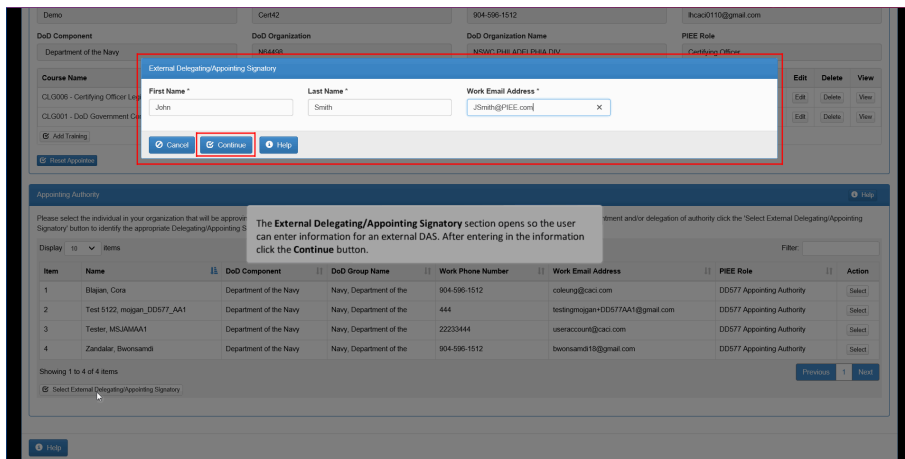 Demo Cert42 904-596-1512 lhcaci0110@gmail.com
DoD Component DoD Organization DoD Organization Name PIEE Role
Department of the Navy N64498 NSWC PHILADELPHIA DIV Certifying Officer
External Delegating/Appointing Signatory
Course Name Edit Delete View
First Name * Last Name * Work Email Address *
CLG006 - Certifying Officer Edit Delete View
John Smith JSmith@PIEE.com ×
CLG001 - DoD Government Edit Delete View
Add Training
Cancel Continue Help
Reset Appointee
Appointing Authority Help
Please select the individual in your organization that will be ment and/or delegation of authority click the 'Select External Delegating/Appointing
Signatory' button to identify the appropriate Delegating/Appointing
The External Delegating/Appointing Signatory section opens so the user
can enter information for an external DAS. After entering in the information
click the Continue button.
Display 10 items Filter:
Item Name DoD Component DoD Group Name Work Phone Number Work Email Address PIEE Role Action
1 Blajian, Cora Department of the Navy Navy, Department of the 904-596-1512 coleung@caci.com DD577 Appointing Authority Select
2 Test 5122, mojgan_DD577_AA1 Department of the Navy Navy, Department of the 444 testingmojgan+DD577AA1@gmail.com DD577 Appointing Authority Select
3 Tester, MSJAMAA1 Department of the Navy Navy, Department of the 22233444 useraccount@caci.com DD577 Appointing Authority Select
4 Zandalar, Bwonsamdi Department of the Navy Navy, Department of the 904-596-1512 bwonsamdi18@gmail.com DD577 Appointing Authority Select
Showing 1 to 4 of 4 items Previous 1 Next
Select External Delegating/Appointing Signatory
Help